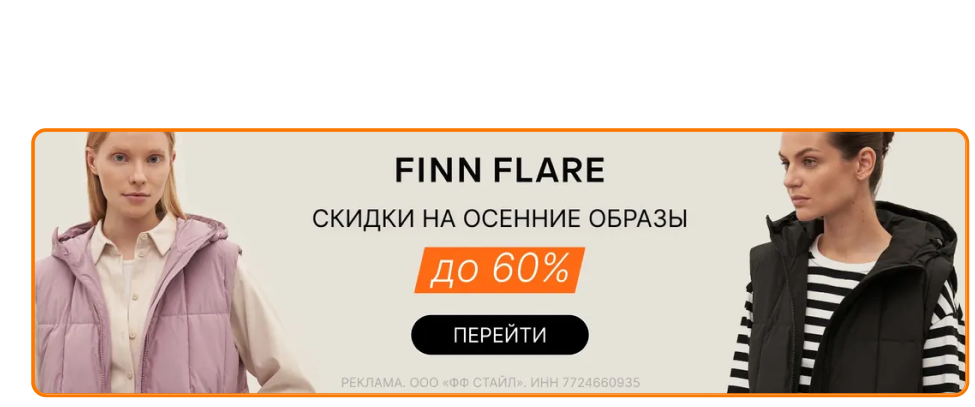 FINN FLARE
СКИДКИ НА ОСЕННИЕ ОБРАЗЫ
до 60%
ПЕРЕЙТИ
РЕКЛАМА. ООО «ФФ СТАЙЛ». ИНН 7724660935